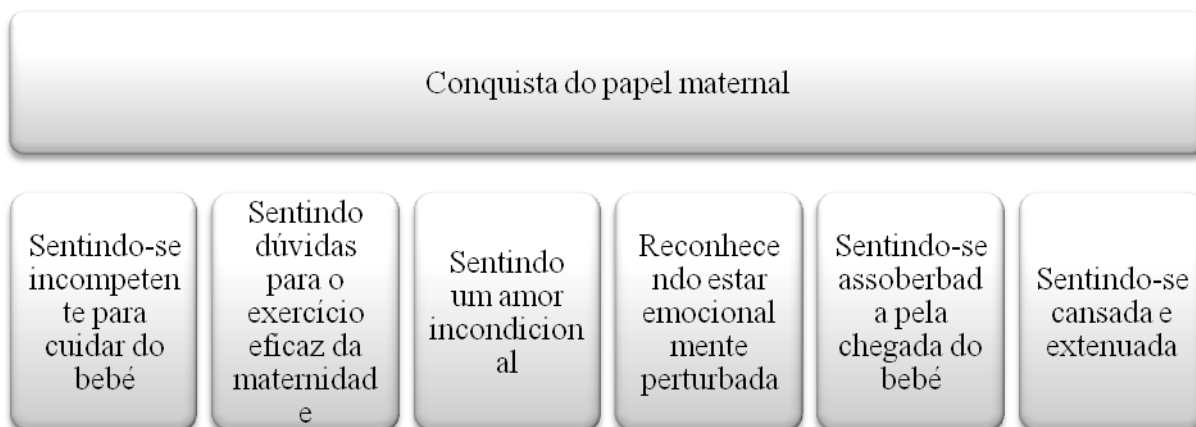 Conquista do papel maternal
Sentindo-se
incompeten
te para
cuidar do
bebé
Sentindo
dúvidas
para o
exercício
eficaz da
maternidad
e
Sentindo
um amor
incondicion
al
Reconhece
ndo estar
emocional
mente
perturbada
Sentindo-se
assoberbad
a pela
chegada do
bebé
Sentindo-se
cansada e
extenuada